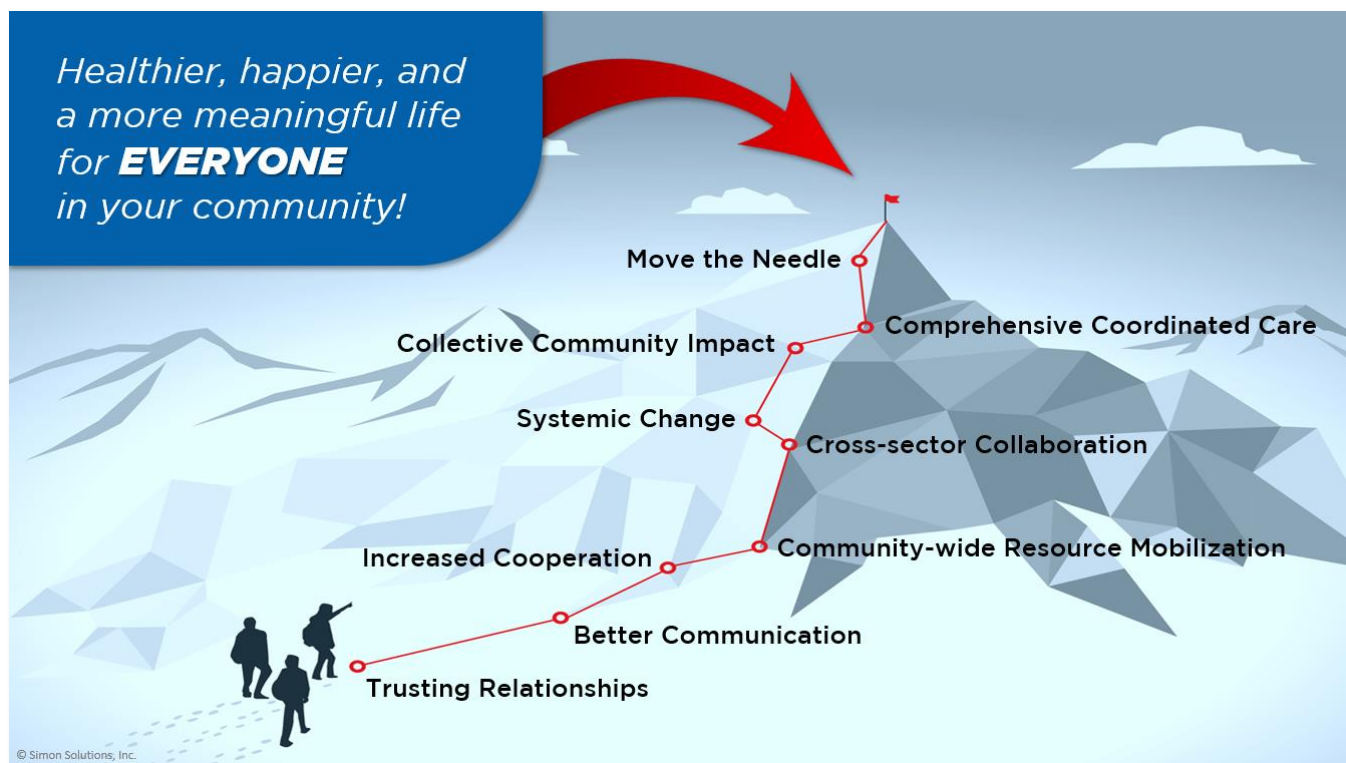 Healthier, happier, and
a more meaningful life
for EVERYONE
in your community!
Move the Needle
Comprehensive Coordinated Care
Collective Community Impact
Systemic Change
Cross-sector Collaboration
Community-wide Resource Mobilization
Increased Cooperation
Better Communication
Trusting Relationships
© Simon Solutions, Inc.